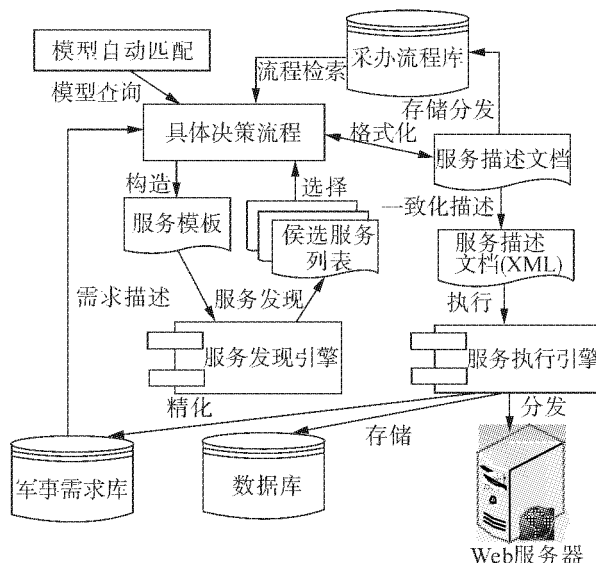 模型自动匹配
采办流程库
流程检索
模型查询
存储分发
具体决策流程
格式化
服务描述文档
构造
选择
一致化描述
服务模板
侯选服务
列表
服务描述
文档(XML)
需求描述
服务发现
执行
服务发现引擎
服务执行引擎
精化
分发
存储
军事需求库
数据库
Web服务器